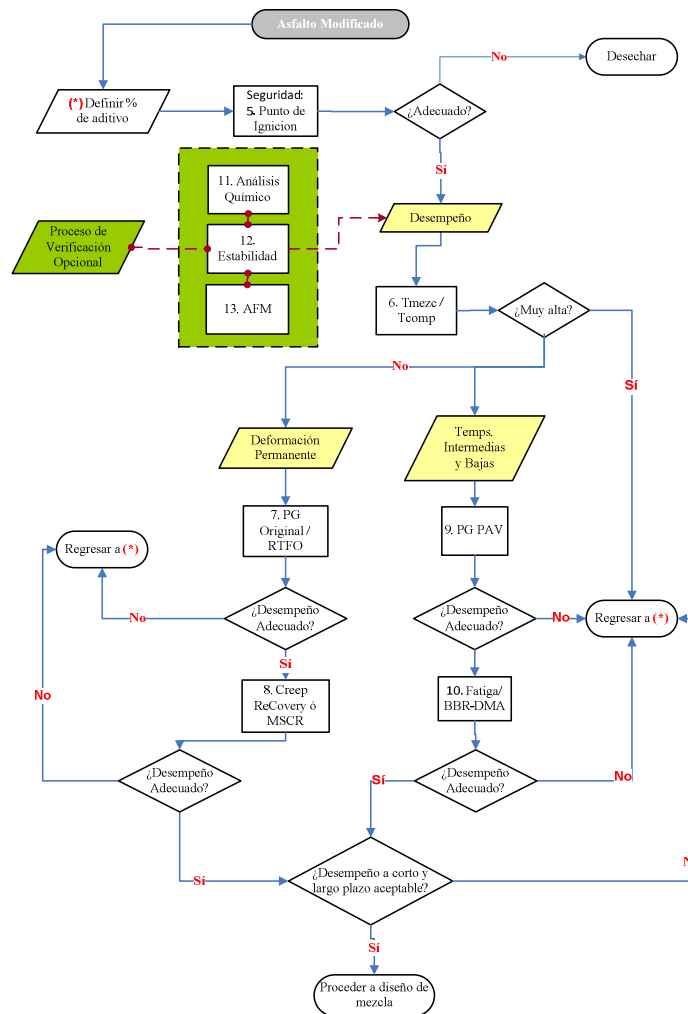 Asfalto Modificado
No
Desechar
(*) Definir %
de aditivo
Seguridad:
5. Punto de
Ignicion
¿Adecuado?
Sí
11. Análisis
Químico
Proceso de
Verificación
Opcional
12.
Estabilidad
Desempeño
13. AFM
6. Tmezc /
Tcomp
¿Muy alta?
No
Sí
Deformación
Permanente
Temps.
Intermedias
y Bajas
7. PG
Original /
RTFO
9. PG PAV
Regresar a (*)
No
¿Desempeño
Adecuado?
¿Desempeño
Adecuado?
No
Regresar a (*)
Sí
8. Creep
ReCovery ó
MSCR
10. Fatiga/
BBR-DMA
No
¿Desempeño
Adecuado?
Sí
¿Desempeño
Adecuado?
No
Sí
¿Desempeño a corto y
largo plazo aceptable?
N
Sí
Proceder a diseño de
mezcla